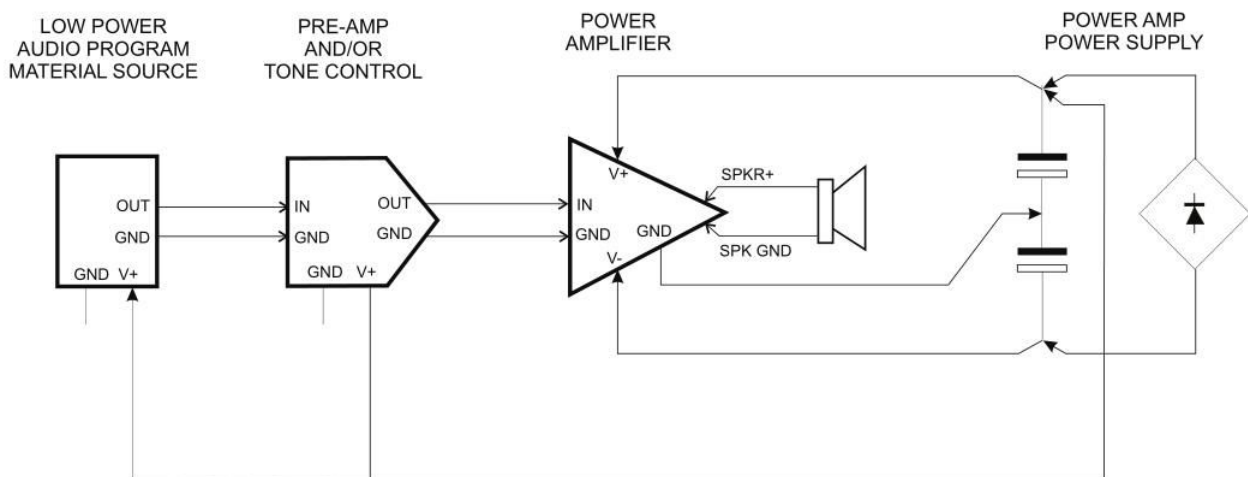 LOW POWER
AUDIO PROGRAM
MATERIAL SOURCE
PRE-AMP
AND/OR
TONE CONTROL
POWER
AMPLIFIER
POWER AMP
POWER SUPPLY
OUT
GND
GND V+
IN
GND
OUT
GND
GND
V+
IN
GND
V+
GND
V-
SPKR+
SPK GND